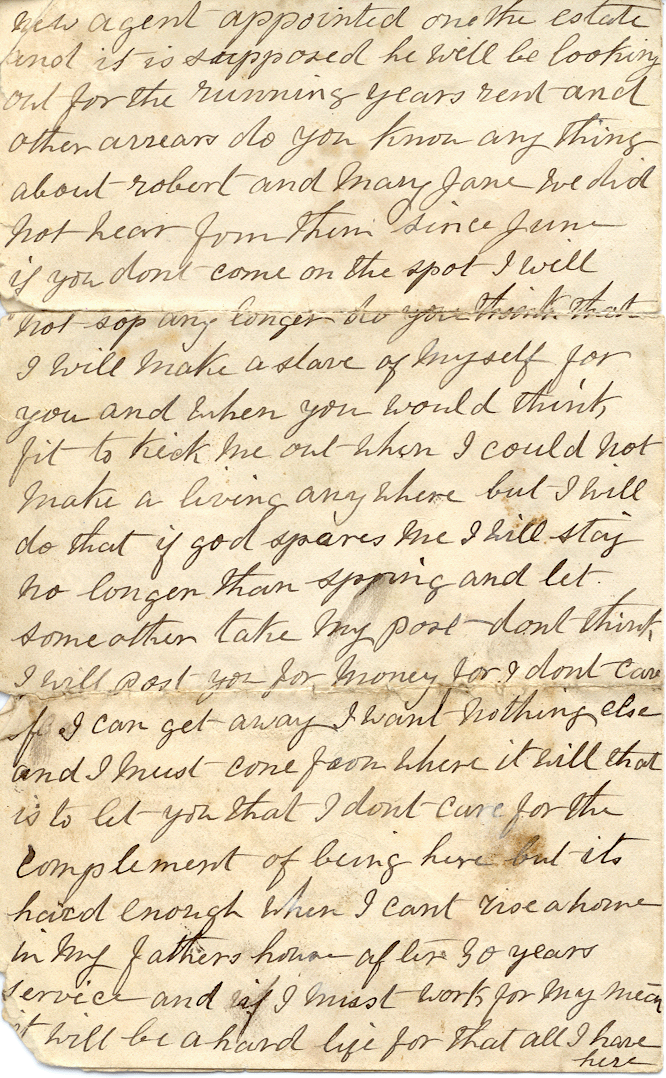 new agent appointed one the estate
and it is supposed he will be looking
out for the running years rent and
other arrears do you know any thing
about robert and Mary Jane we did
not hear from them since June
if you dont come on the spot I will
not sop any longer do you think that
I will make a slave of myself for
you and when you would think
fit to kick me out when I could not
make a living any where but I will
do that if god spares me I will stay
no longer than spring and let
some other take my post dont think
I will post you for money for I dont care
if I can get away I want nothing else
and I must cone from where it will that
is to let you that I dont care for the
complement of being here but its
hard enough when I cant rise a home
in my fathers house after 30 years
service and if I must work for my
it will be a hard life for that all I have
here